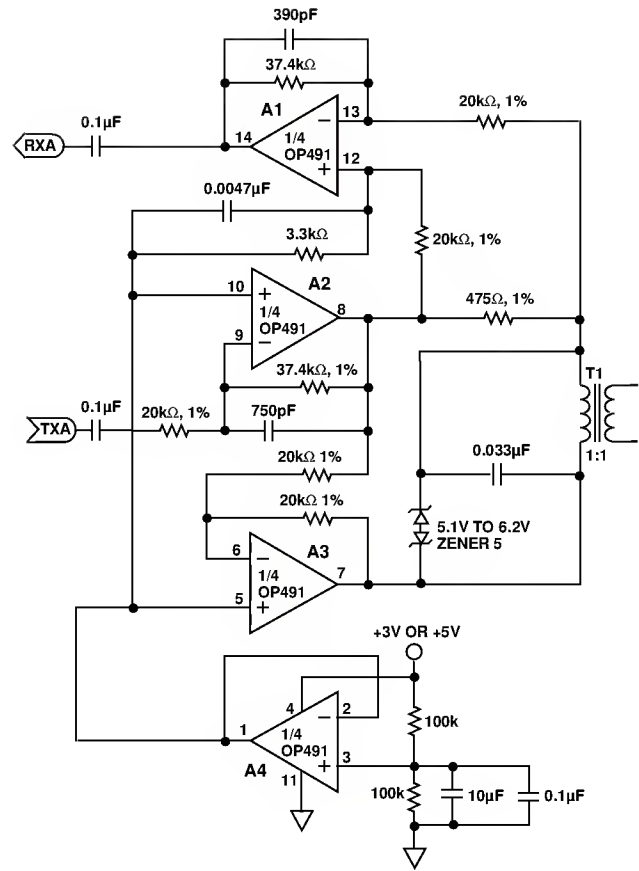 390pF
37.4kΩ
A1
20kΩ, 1%
0.1µF
14
13
1/4
OP491
12
RXA
0.0047µF
3.3kΩ
20kΩ, 1%
A2
10
8
475Ω, 1%
1/4
OP491
9
37.4kΩ, 1%
T1
0.1µF
20kΩ, 1%
750pF
TXA
1:1
0.033µF
20kΩ 1%
20kΩ 1%
5.1V TO 6.2V
ZENER 5
A3
6
7
1/4
OP491
5
+3V OR +5V
4
2
1
1/4
OP491
3
A4
11
100k
100k
10µF
0.1µF